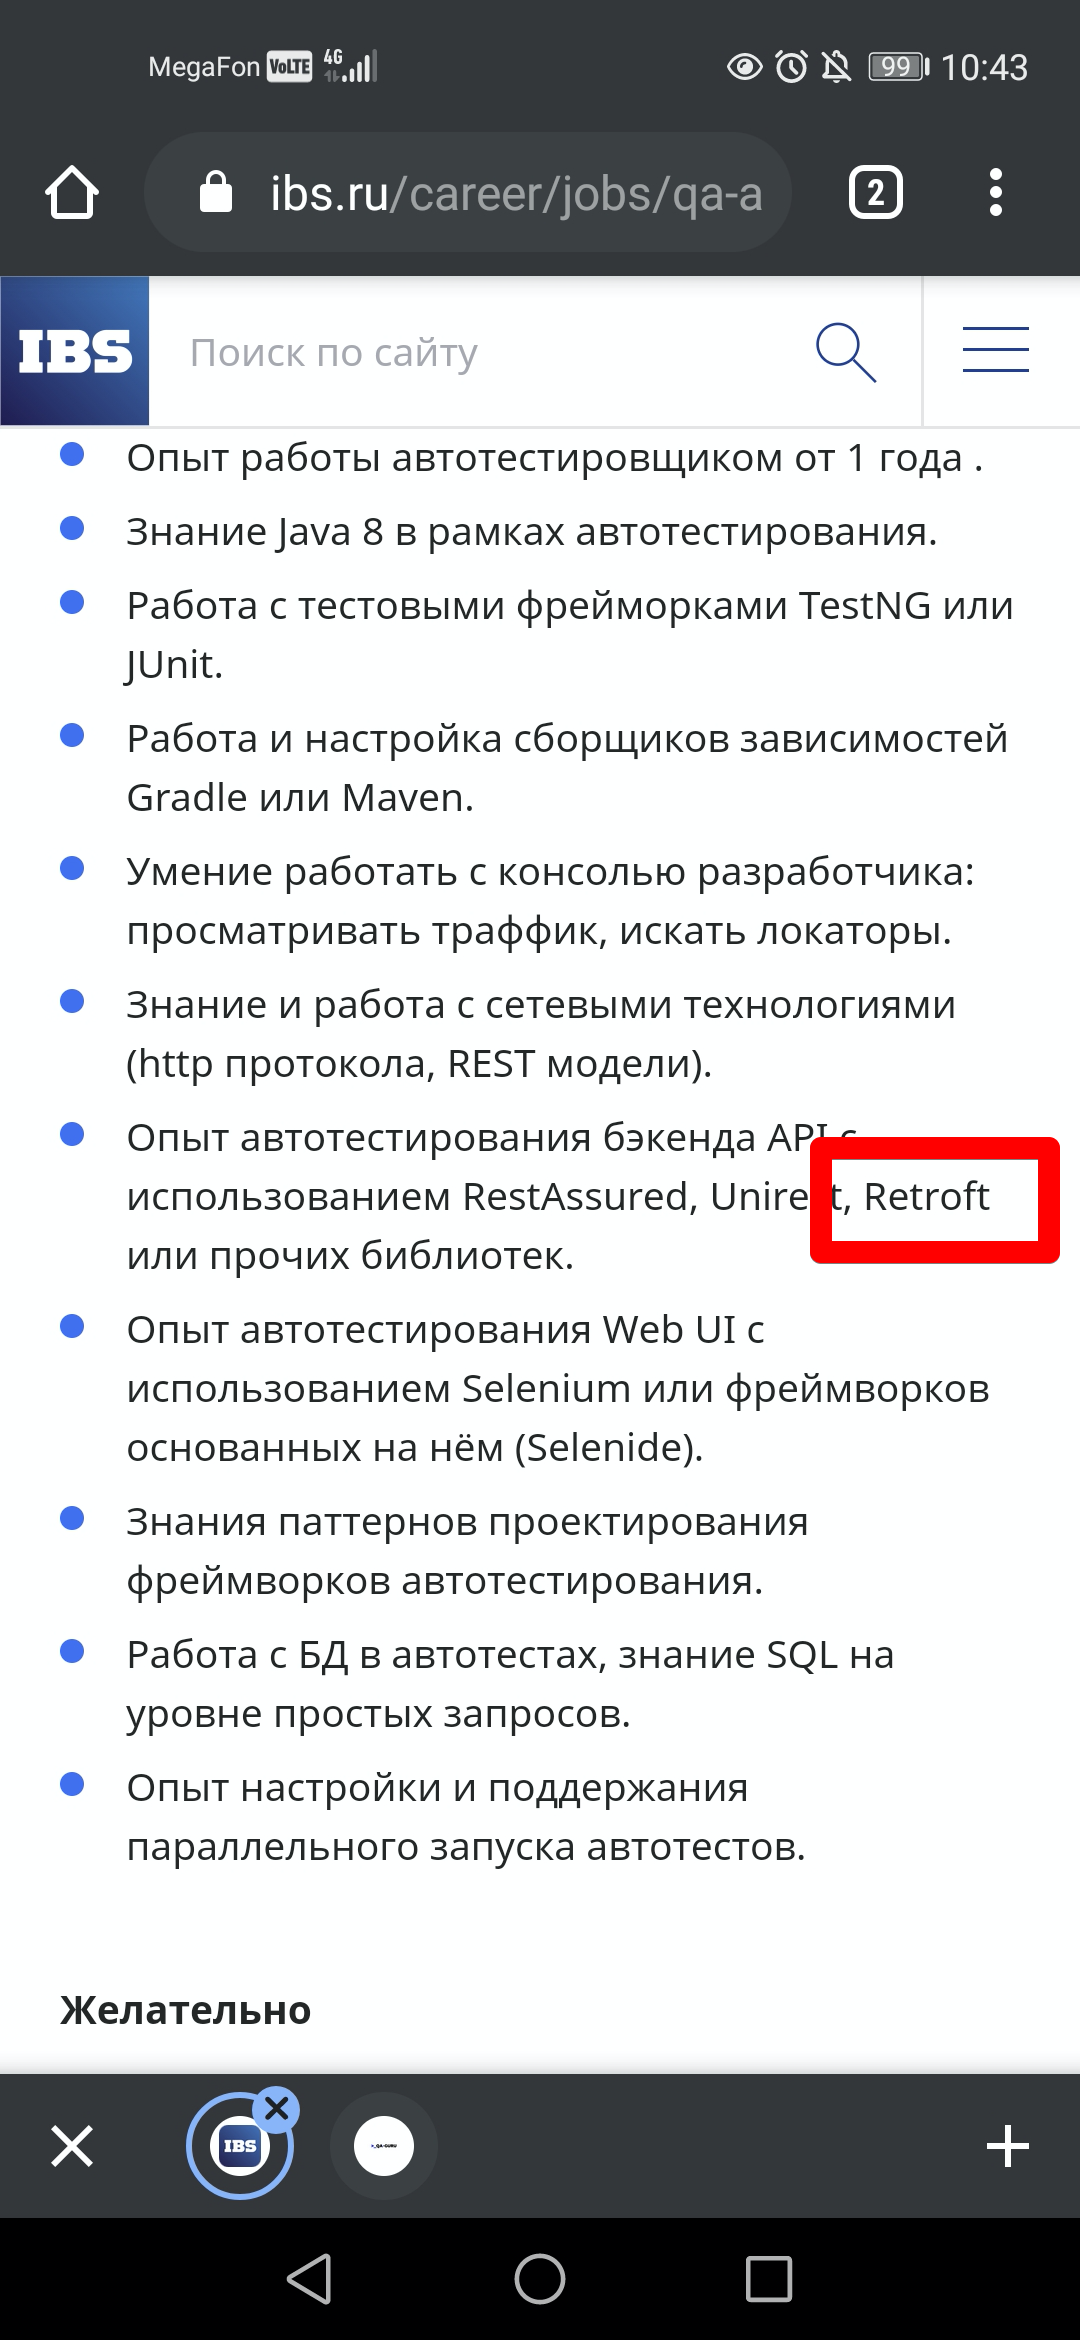 MegaFon VoLTE 4G 99 10:43
ibs.ru/career/jobs/qa-a 2
IBS Поиск по сайту
Опыт работы автотестировщиком от 1 года .
Знание Java 8 в рамках автотестирования.
Работа с тестовыми фрейморками TestNG или
JUnit.
Работа и настройка сборщиков зависимостей
Gradle или Maven.
Умение работать с консолью разработчика:
просматривать траффик, искать локаторы.
Знание и работа с сетевыми технологиями
(http протокола, REST модели).
Опыт автотестирования бэкенда API с
использованием RestAssured, Unirest, Retroft
или прочих библиотек.
Опыт автотестирования Web UI с
использованием Selenium или фреймворков
основанных на нём (Selenide).
Знания паттернов проектирования
фреймворков автотестирования.
Работа с БД в автотестах, знание SQL на
уровне простых запросов.
Опыт настройки и поддержания
параллельного запуска автотестов.
Желательно
IBS >_QA-GURU